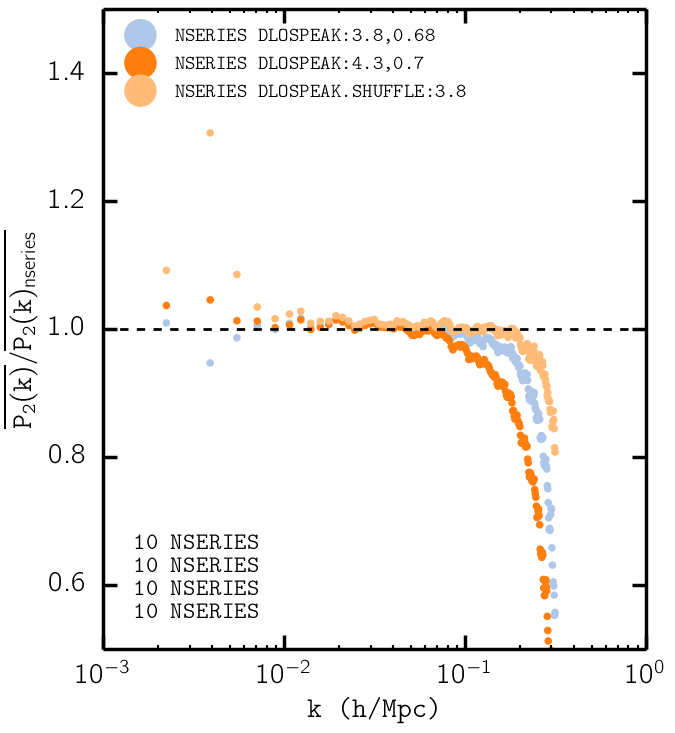 NSERIES DLOSPEAK:3.8,0.68
NSERIES DLOSPEAK:4.3,0.7
NSERIES DLOSPEAK.SHUFFLE:3.8
1.4
1.2
1.0
0.8
0.6
P₂(k)/P₂(k)nseries
10 NSERIES
10 NSERIES
10 NSERIES
10 NSERIES
10⁻³
10⁻²
10⁻¹
10⁰
k (h/Mpc)